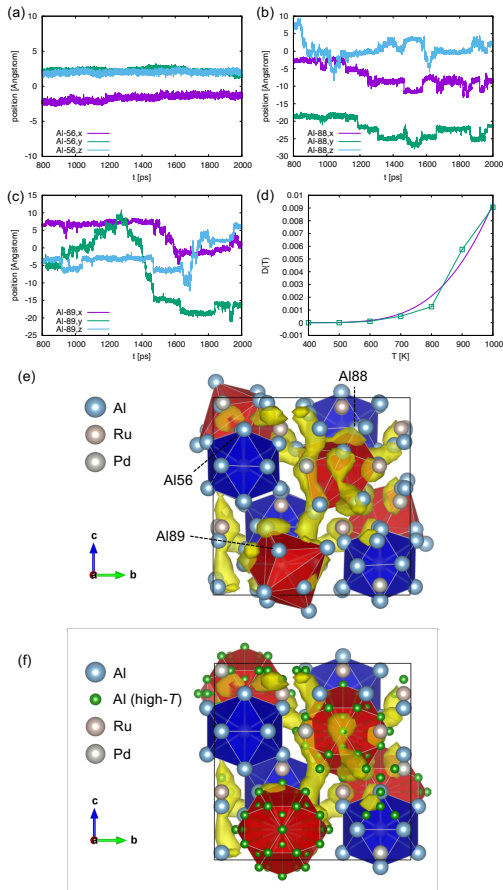 (a)
position [Angstrom]
10
5
0
-5
-10
Al-56,x
Al-56,y
Al-56,z
800 1000 1200 1400 1600 1800 2000
t [ps]
(b)
position [Angstrom]
10
5
0
-5
-10
-15
-20
-25
-30
Al-88,x
Al-88,y
Al-88,z
800 1000 1200 1400 1600 1800 2000
t [ps]
(c)
position [Angstrom]
15
10
5
0
-5
-10
-15
-20
-25
Al-89,x
Al-89,y
Al-89,z
800 1000 1200 1400 1600 1800 2000
t [ps]
(d)
D(T)
0.01
0.009
0.008
0.007
0.006
0.005
0.004
0.003
0.002
0.001
0
-0.001
400 500 600 700 800 900 1000
T [K]
(e)
Al
Ru
Pd
Al88
Al56
Al89
c
a
b
(f)
Al
Al (high-T)
Ru
Pd
c
a
b